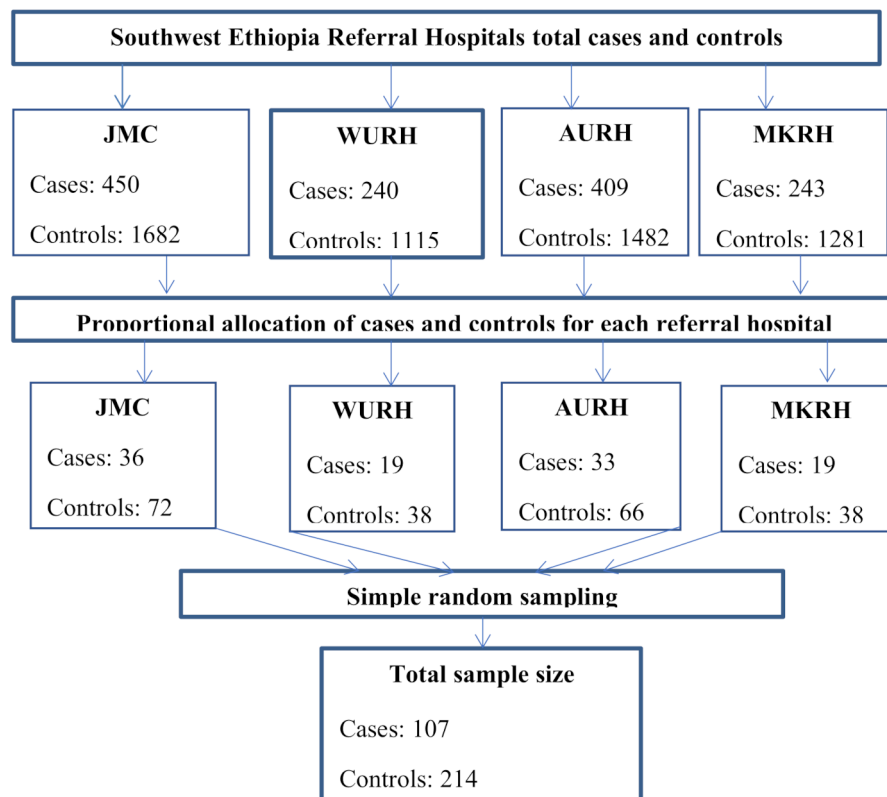 Southwest Ethiopia Referral Hospitals total cases and controls
JMC
Cases: 450
Controls: 1682
WURH
Cases: 240
Controls: 1115
AURH
Cases: 409
Controls: 1482
MKRH
Cases: 243
Controls: 1281
Proportional allocation of cases and controls for each referral hospital
JMC
Cases: 36
Controls: 72
WURH
Cases: 19
Controls: 38
AURH
Cases: 33
Controls: 66
MKRH
Cases: 19
Controls: 38
Simple random sampling
Total sample size
Cases: 107
Controls: 214